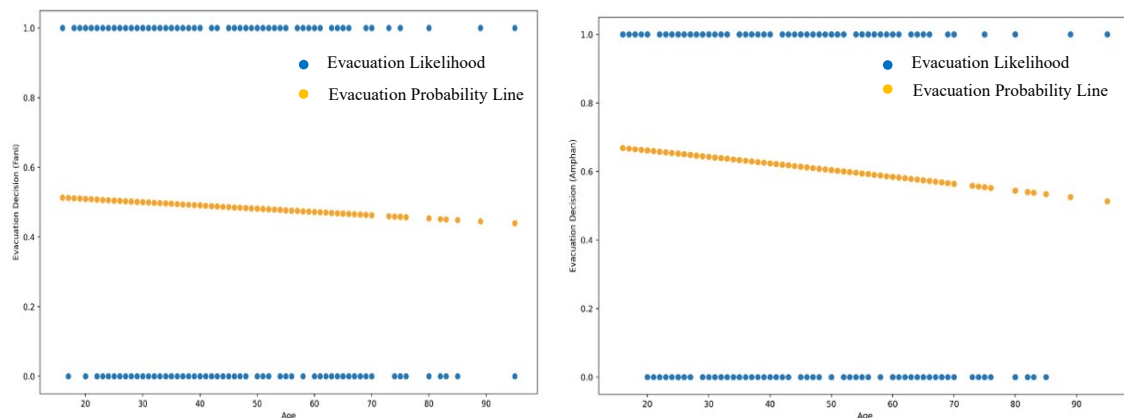 1.0
Evacuation Likelihood
Evacuation Probability Line
0.8
0.6
0.4
0.2
0.0
Evacuation Decision (Fani)
20 30 40 50 60 70 80 90
Age
1.0
Evacuation Likelihood
Evacuation Probability Line
0.8
0.6
0.4
0.2
0.0
Evacuation Decision (Amphan)
20 30 40 50 60 70 80 90
Age